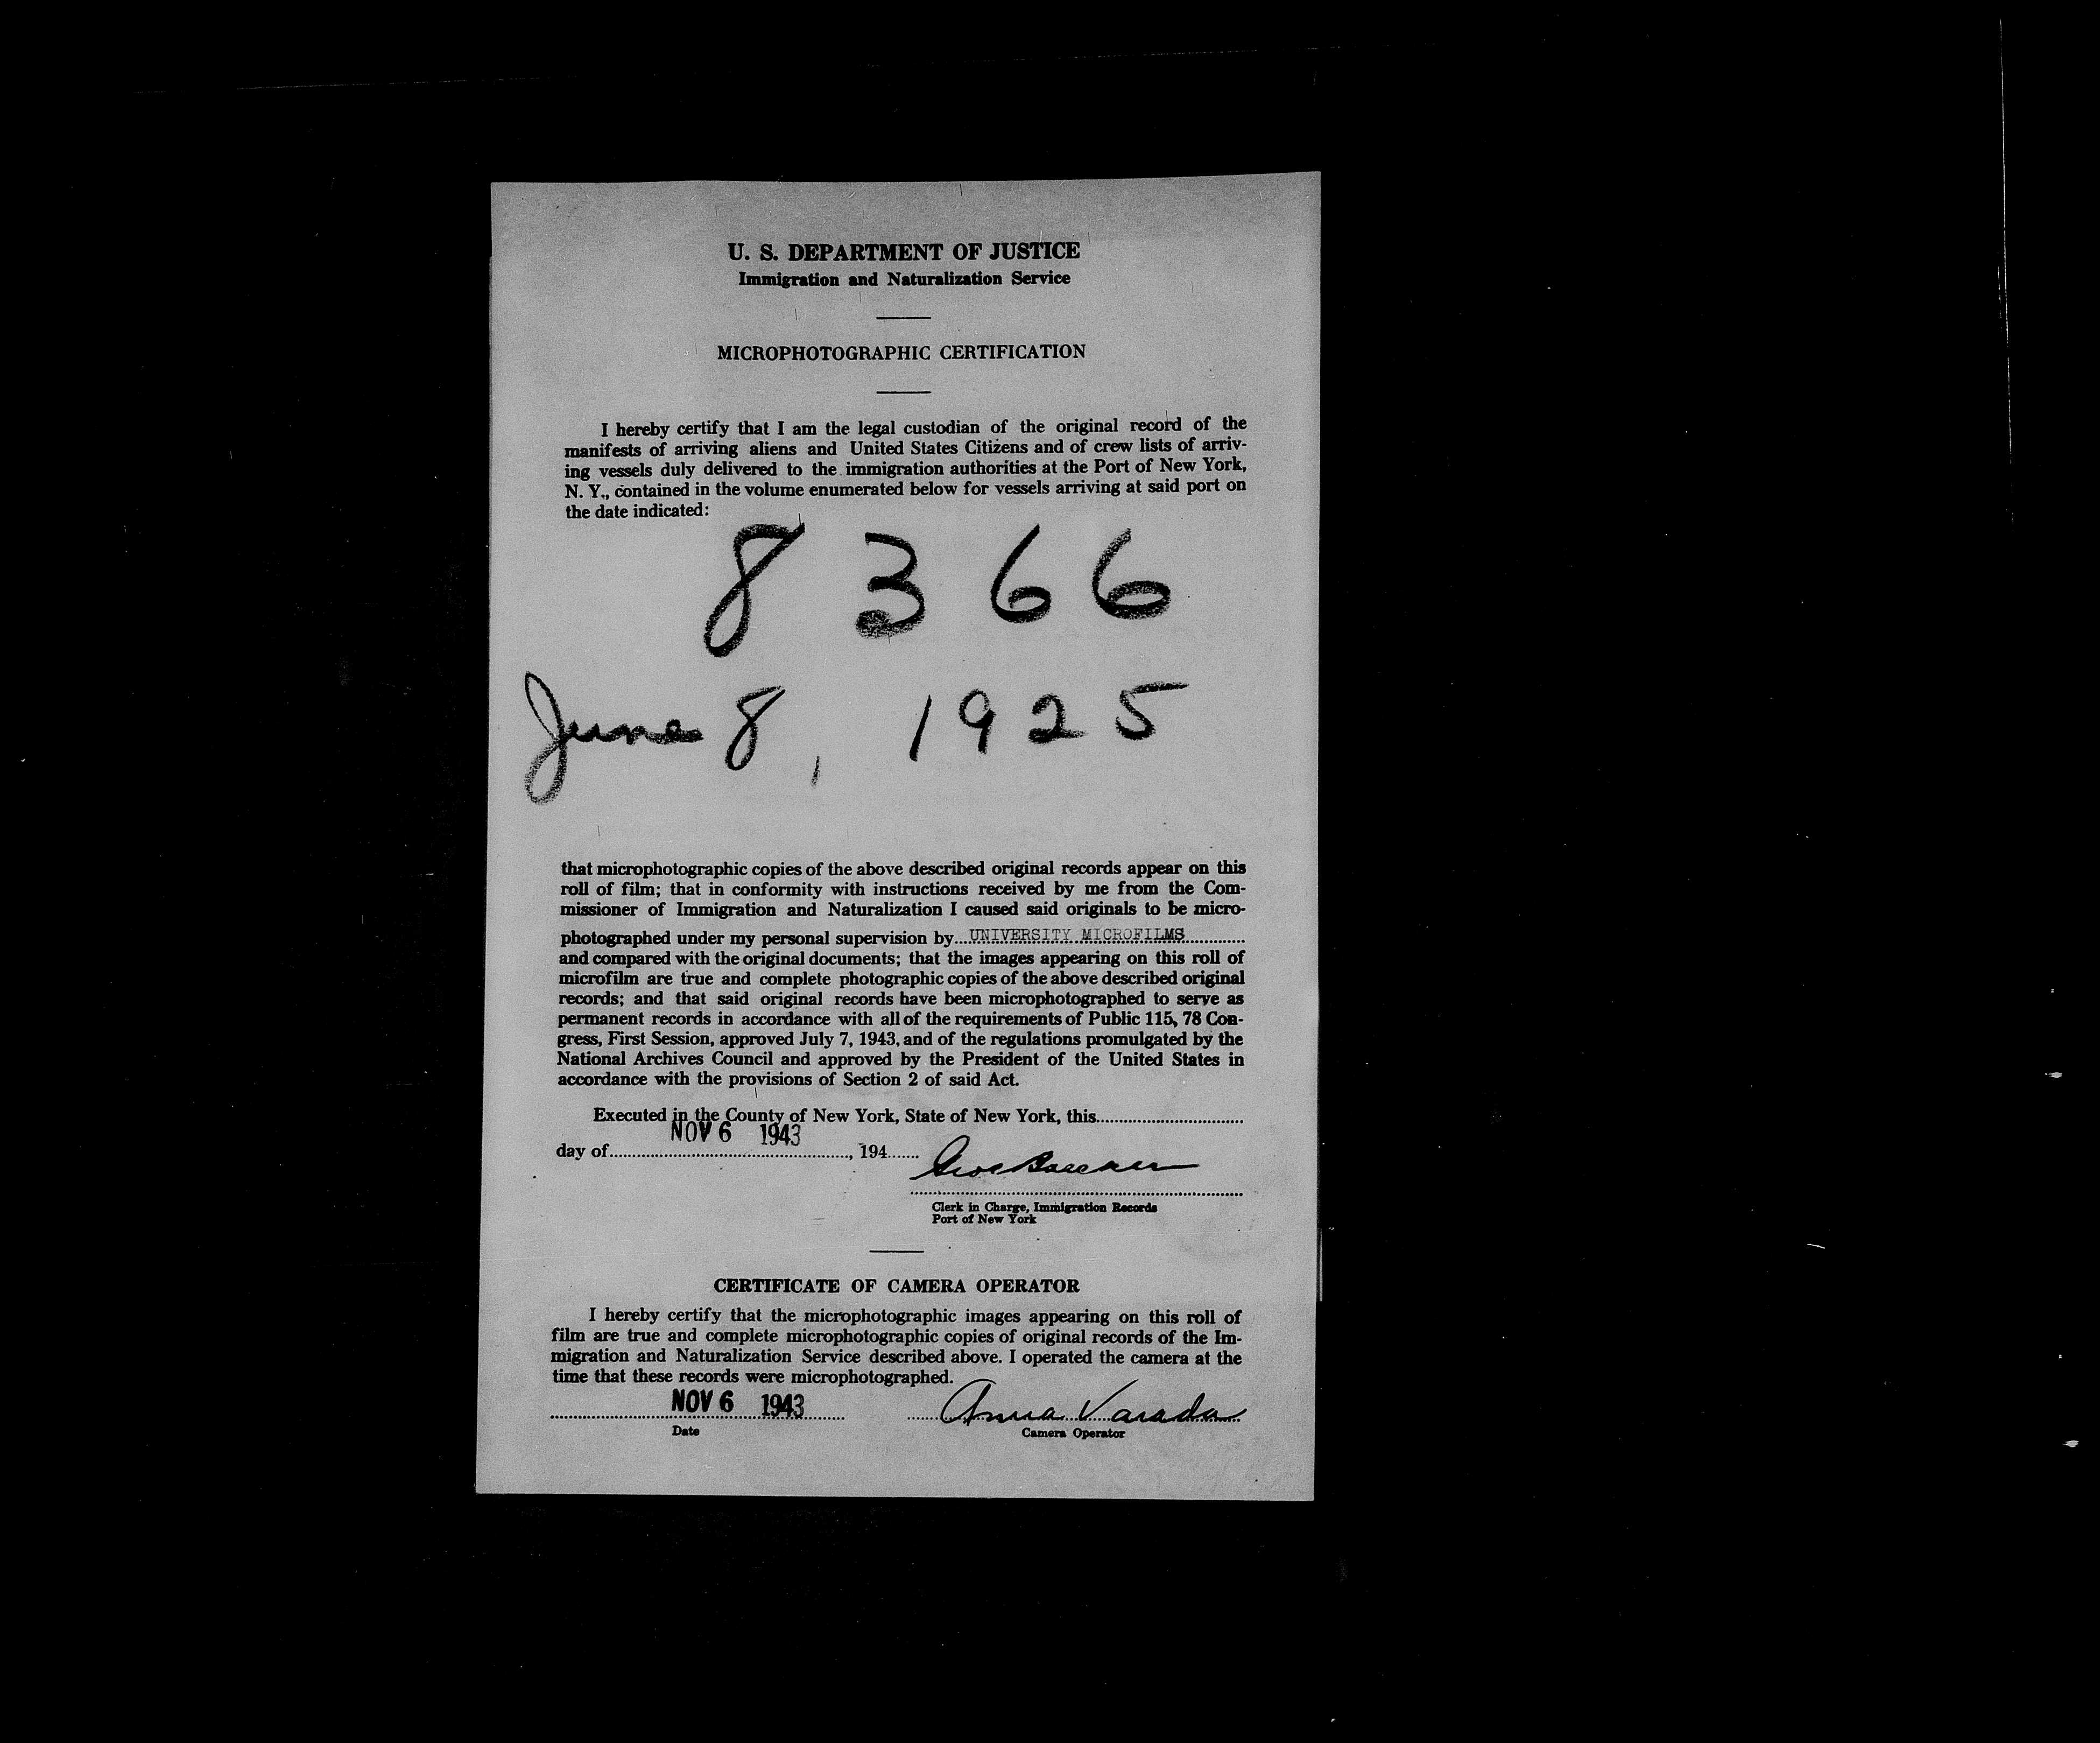 U. S. DEPARTMENT OF JUSTICE
Immigration and Naturalization Service
MICROPHOTOGRAPHIC CERTIFICATION
I hereby certify that I am the legal custodian of the original record of the
manifests of arriving aliens and United States Citizens and of crew lists of arriv-
ing vessels duly delivered to the immigration authorities at the Port of New York,
N. Y., contained in the volume enumerated below for vessels arriving at said port on
the date indicated:
8 3 6 6
June 8, 1925
that microphotographic copies of the above described original records appear on this
roll of film; that in conformity with instructions received by me from the Com-
missioner of Immigration and Naturalization I caused said originals to be micro-
photographed under my personal supervision by UNIVERSITY MICROFILMS
and compared with the original documents; that the images appearing on this roll of
microfilm are true and complete photographic copies of the above described original
records; and that said original records have been microphotographed to serve as
permanent records in accordance with all of the requirements of Public 115, 78 Con-
gress, First Session, approved July 7, 1943, and of the regulations promulgated by the
National Archives Council and approved by the President of the United States in
accordance with the provisions of Section 2 of said Act.
Executed in the County of New York, State of New York, this
NOV 6 1943
day of , 194
Clerk in Charge, Immigration Records
Port of New York
CERTIFICATE OF CAMERA OPERATOR
I hereby certify that the microphotographic images appearing on this roll of
film are true and complete microphotographic copies of original records of the Im-
migration and Naturalization Service described above. I operated the camera at the
time that these records were microphotographed.
NOV 6 1943 Anna Varada
Date Camera Operator